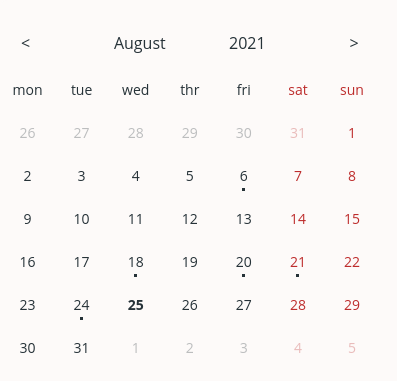 < August 2021 >
mon tue wed thr fri sat sun
26 27 28 29 30 31 1
2 3 4 5 6 7 8
9 10 11 12 13 14 15
16 17 18 19 20 21 22
23 24 25 26 27 28 29
30 31 1 2 3 4 5